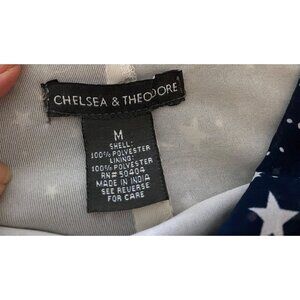 CHELSEA & THEODORE
M
SHELL:
100% POLYESTER
LINING:
100% POLYESTER
RN# 50404
MADE IN INDIA
SEE REVERSE
FOR CARE